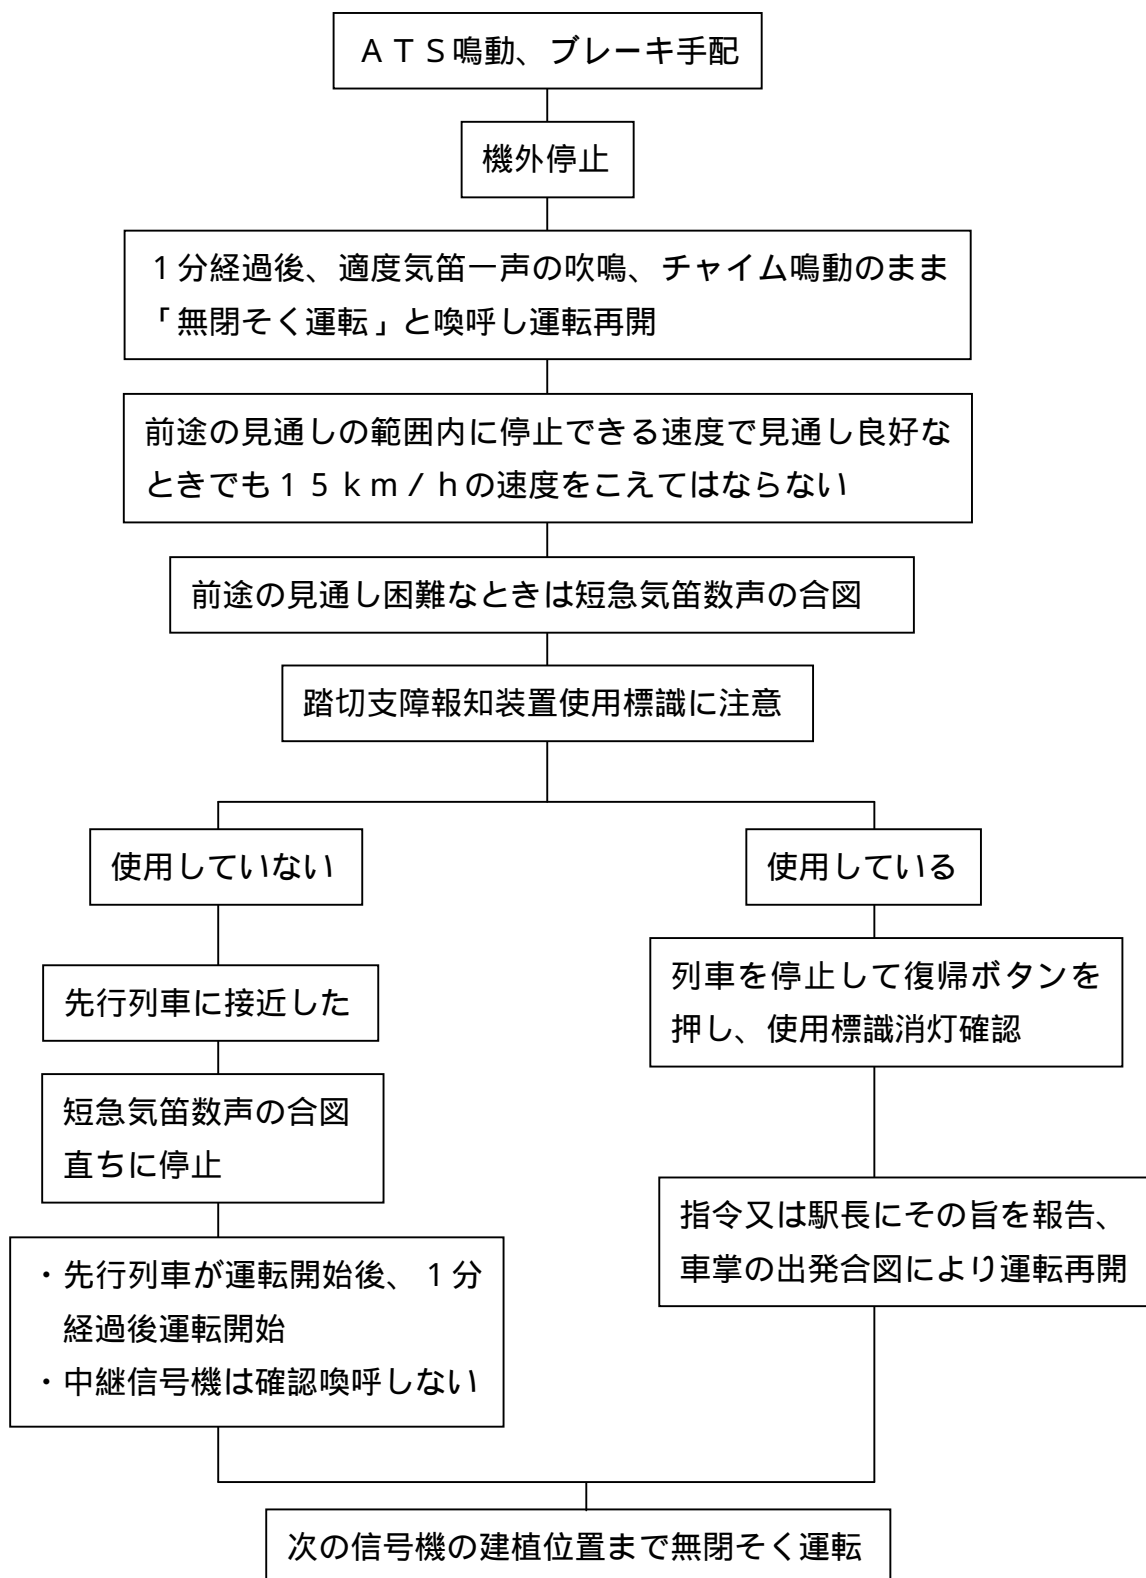 ＡＴＳ鳴動、ブレーキ手配
機外停止
１分経過後、適度気笛一声の吹鳴、チャイム鳴動のまま
「無閉そく運転」と喚呼し運転再開
前途の見通しの範囲内に停止できる速度で見通し良好な
ときでも１５ｋｍ／ｈの速度をこえてはならない
前途の見通し困難なときは短急気笛数声の合図
踏切支障報知装置使用標識に注意
使用していない
先行列車に接近した
短急気笛数声の合図
直ちに停止
・先行列車が運転開始後、１分
経過後運転開始
・中継信号機は確認喚呼しない
使用している
列車を停止して復帰ボタンを
押し、使用標識消灯確認
指令又は駅長にその旨を報告、
車掌の出発合図により運転再開
次の信号機の建植位置まで無閉そく運転